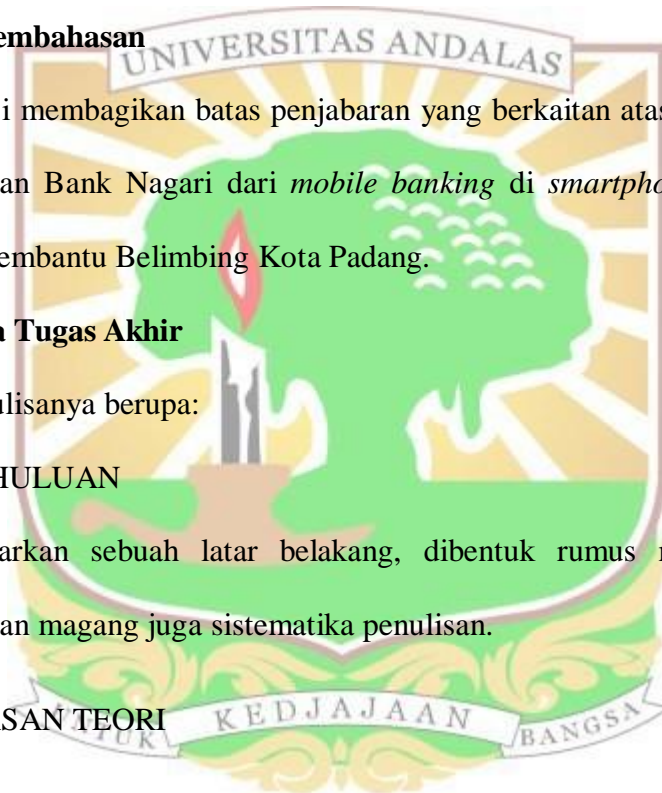 embahasan
UNIVERSITAS ANDALAS
i membagikan batas penjabaran yang berkaitan atas
an Bank Nagari dari mobile banking di smartpho
embantu Belimbing Kota Padang.
a Tugas Akhir
ulisanya berupa:
HULUAN
arkan sebuah latar belakang, dibentuk rumus
an magang juga sistematika penulisan.
SAN TEORI
UNTUK KEDJAJAAN BANGSA